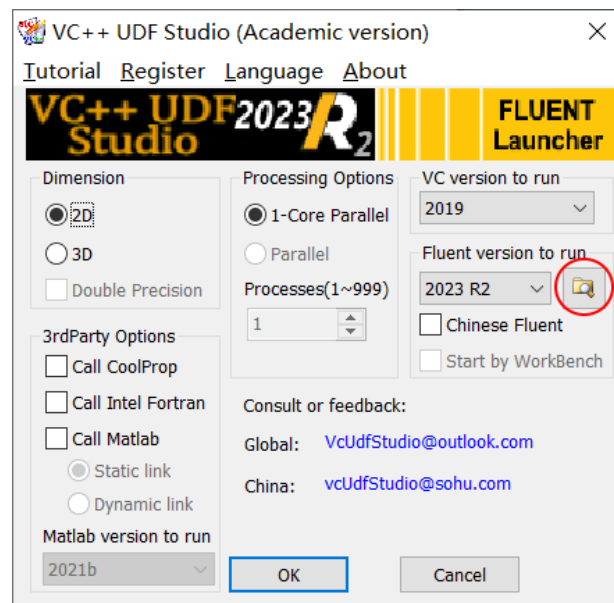 VC++ UDF Studio (Academic version)
Tutorial Register Language About
VC++ UDF Studio 2023 R2
FLUENT Launcher
Dimension
2D
3D
Double Precision
Processing Options
1-Core Parallel
Parallel
Processes(1~999)
1
VC version to run
2019
Fluent version to run
2023 R2
Chinese Fluent
Start by WorkBench
3rdParty Options
Call CoolProp
Call Intel Fortran
Call Matlab
Static link
Dynamic link
Matlab version to run
2021b
Consult or feedback:
Global: VcUdfStudio@outlook.com
China: vcUdfStudio@sohu.com
OK
Cancel